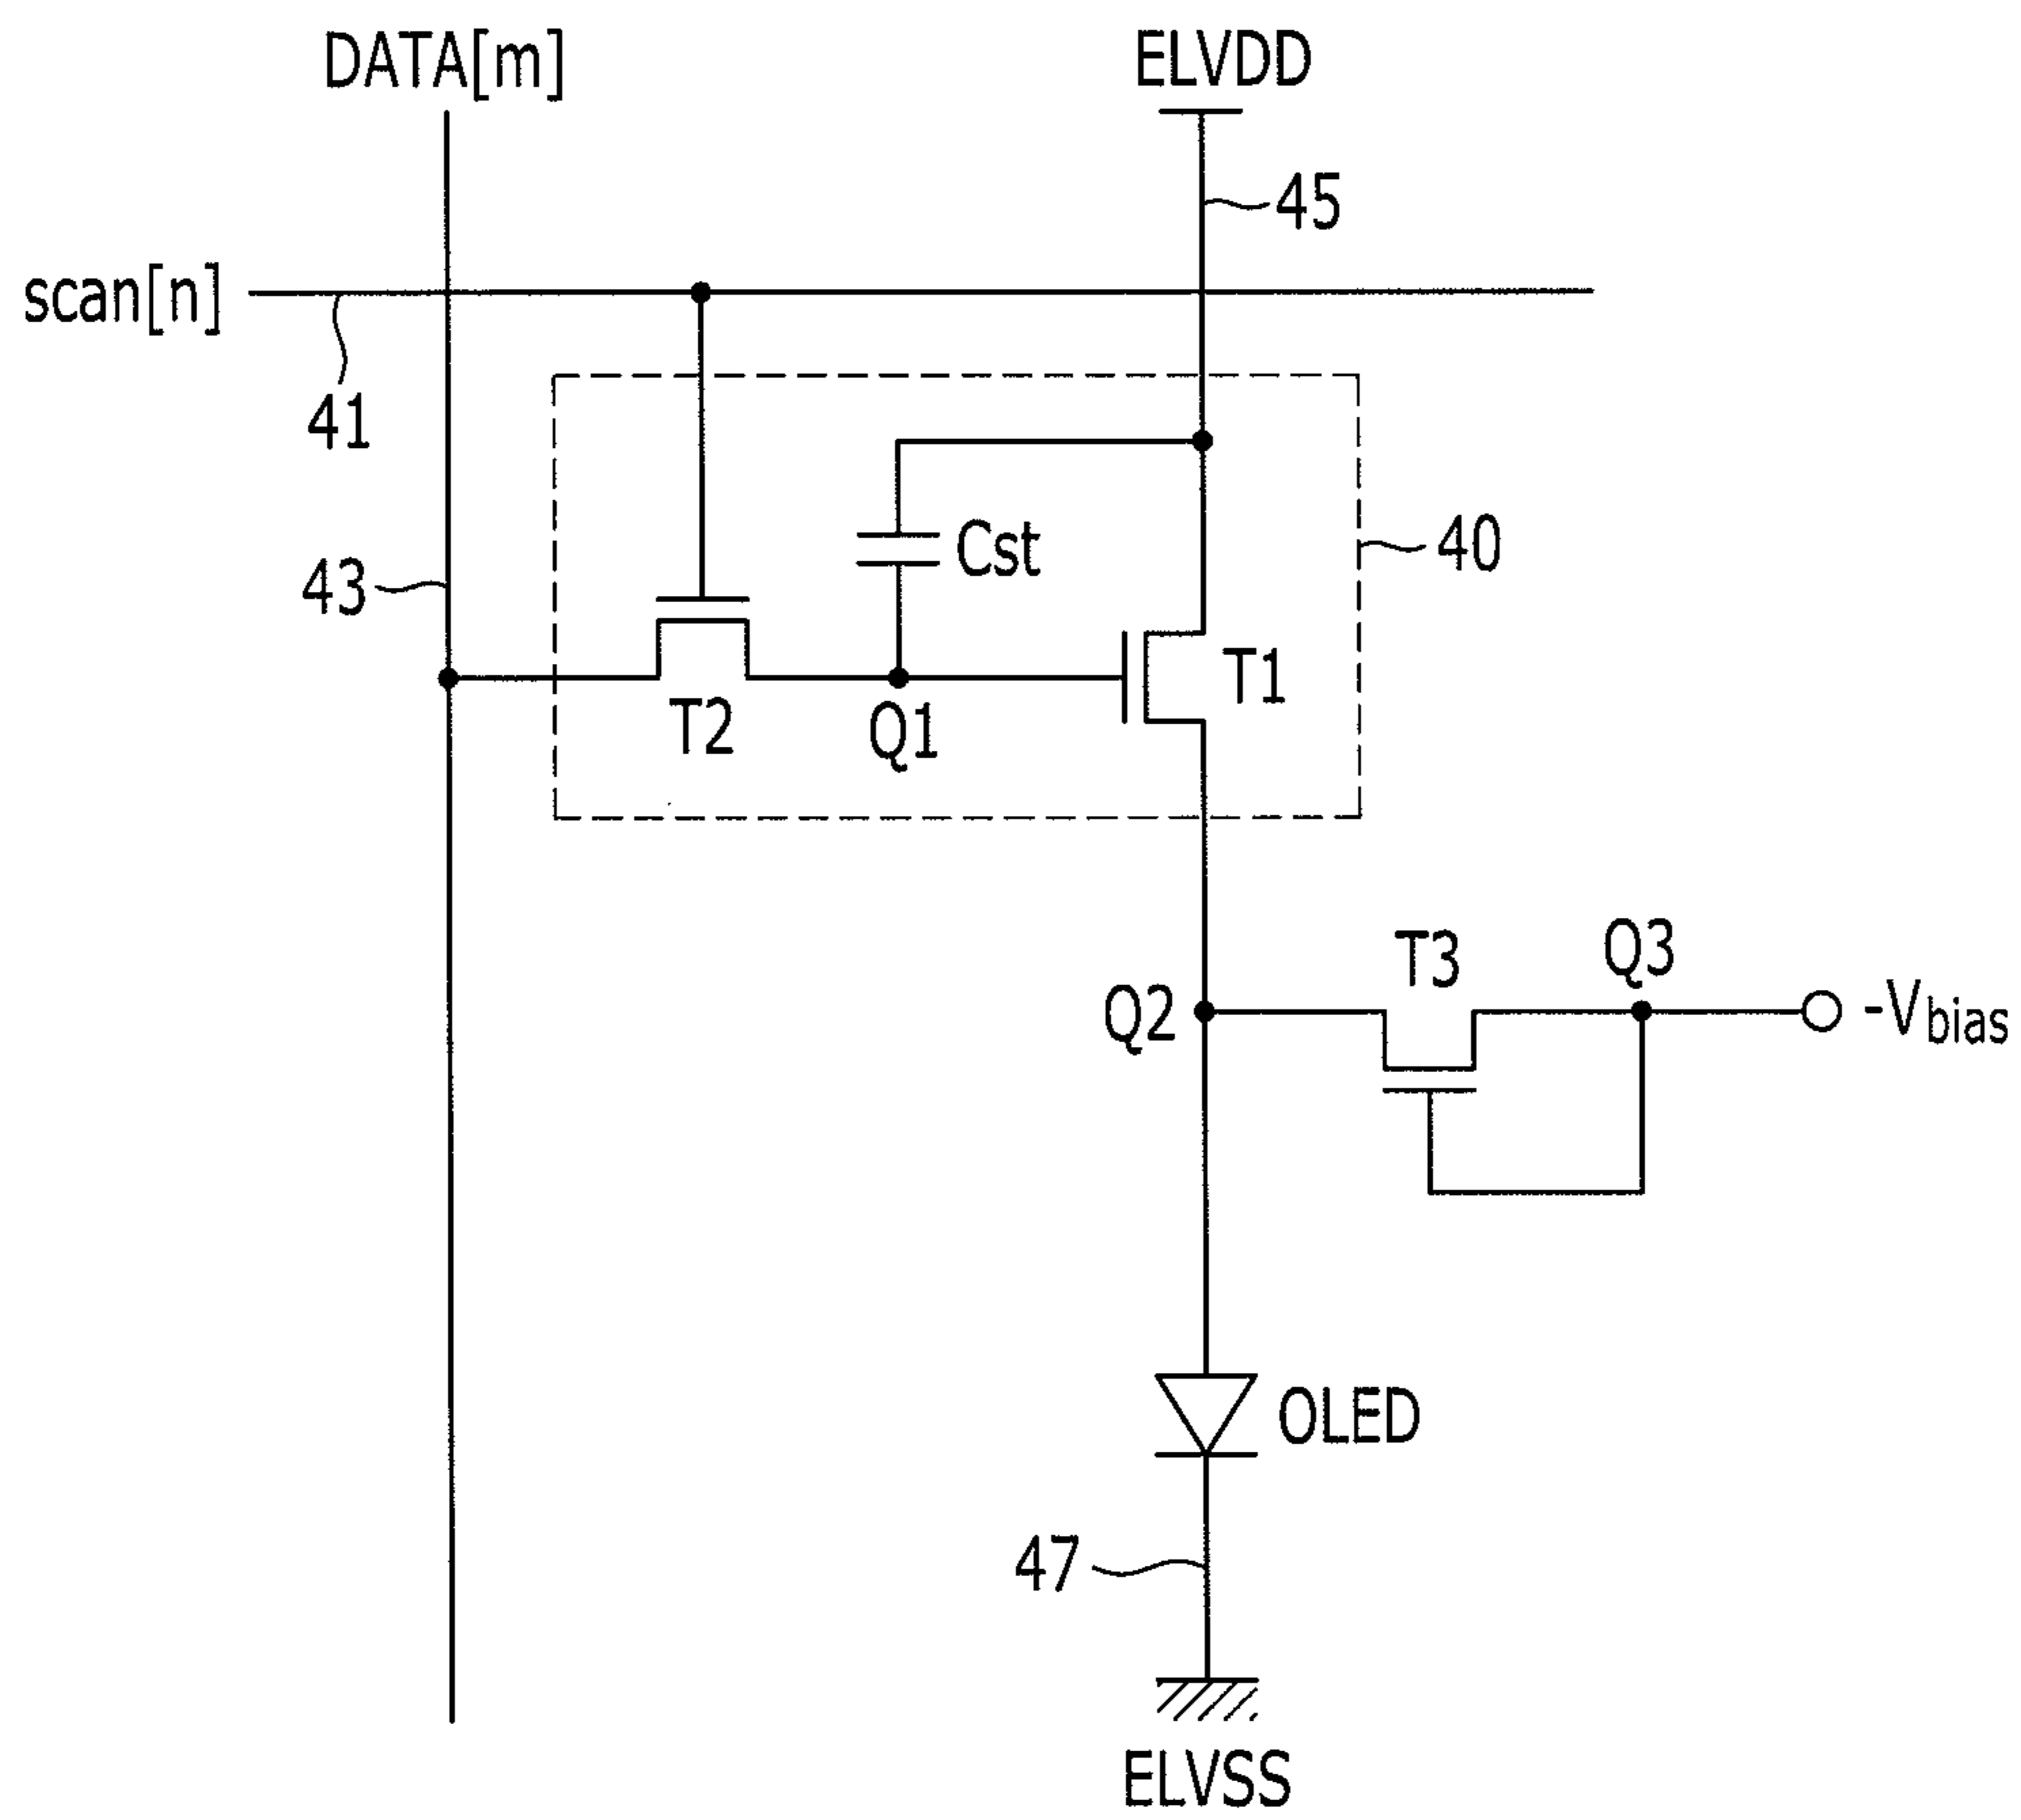 DATA[m]
ELVDD
45
scan[n]
41
40
Cst
43
T1
T2
Q1
T3
Q3
Q2
-Vbias
OLED
47
ELVSS